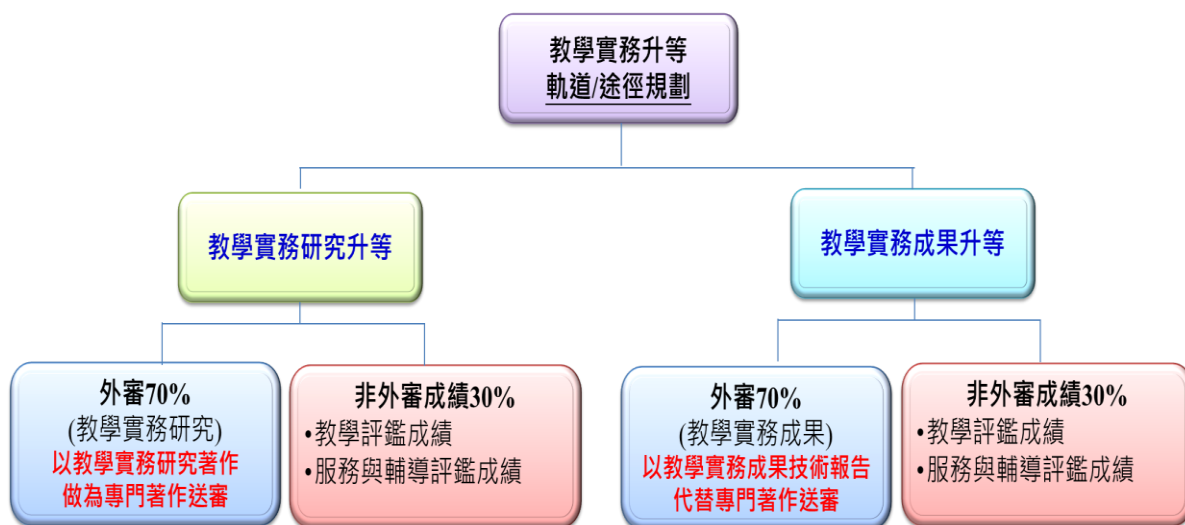 教學實務升等
軌道/途徑規劃
教學實務研究升等
教學實務成果升等
外審70%
(教學實務研究)
以教學實務研究著作
做為專門著作送審
非外審成績30%
•教學評鑑成績
•服務與輔導評鑑成績
外審70%
(教學實務成果)
以教學實務成果技術報告
代替專門著作送審
非外審成績30%
•教學評鑑成績
•服務與輔導評鑑成績